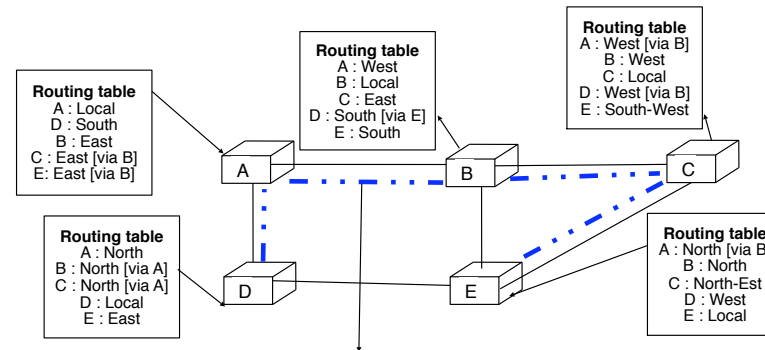 Routing table
A : West
B : Local
C : East
D : South [via E]
E : South
Routing table
A : West [via B]
B : West
C : Local
D : West [via B]
E : South-West
Routing table
A : Local
D : South
B : East
C : East [via B]
E: East [via B]
A
B
C
Routing table
A : North
B : North [via A]
C : North [via A]
D : Local
E : East
D
E
Routing table
A : North [via B
B : North
C : North-Est
D : West
E : Local